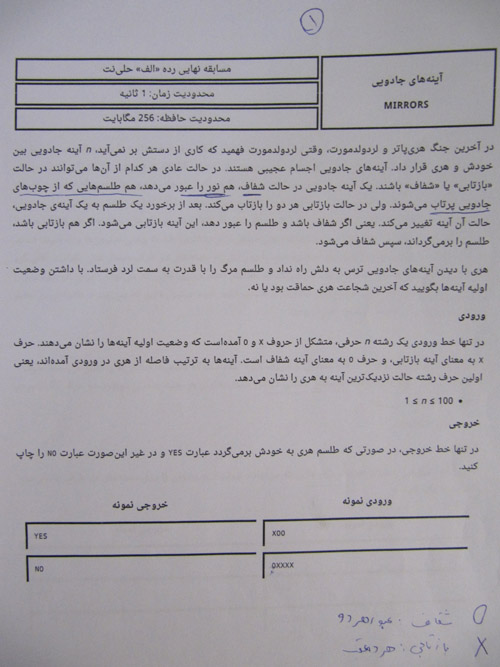 ۱
مسابقه نهایی رده «الف» حلی‌نت
محدودیت زمان: 1 ثانیه
محدودیت حافظه: 256 مگابایت
آینه‌های جادویی
MIRRORS
در آخرین جنگ هری‌پاتر و لردولدمورت، وقتی لردولدمورت فهمید که کاری از دستش بر نمی‌آید، n آینه جادویی بین
خودش و هری قرار داد. آینه‌های جادویی اجسام عجیبی هستند. در حالت عادی هر کدام از آن‌ها می‌توانند در حالت
«بازتابی» یا «شفاف» باشند. یک آینه جادویی در حالت شفاف، هم نور را عبور می‌دهد، هم طلسم‌هایی که از چوب‌های
جادویی پرتاب می‌شوند. ولی در حالت بازتابی هر دو را بازتاب می‌کند. بعد از برخورد یک طلسم به یک آینه‌ی جادویی،
حالت آن آینه تغییر می‌کند. یعنی اگر شفاف باشد و طلسم را عبور دهد، این آینه بازتابی می‌شود. اگر هم بازتابی باشد،
طلسم را برمی‌گرداند، سپس شفاف می‌شود.
هری با دیدن آینه‌های جادویی ترس به دلش راه نداد و طلسم مرگ را با قدرت به سمت لرد فرستاد. با داشتن وضعیت
اولیه آینه‌ها بگویید که آخرین شجاعت هری حماقت بود یا نه.
ورودی
در تنها خط ورودی یک رشته n حرفی، متشکل از حروف X و O آمده‌است که وضعیت اولیه آینه‌ها را نشان می‌دهند. حرف
X به معنای آینه بازتابی، و حرف O به معنای آینه شفاف است. آینه‌ها به ترتیب فاصله از هری در ورودی آمده‌اند، یعنی
اولین حرف رشته حالت نزدیک‌ترین آینه به هری را نشان می‌دهد.
• 1 ≤ n ≤ 100
خروجی
در تنها خط خروجی، در صورتی که طلسم هری به خودش برمی‌گردد عبارت YES و در غیر این‌صورت عبارت NO را چاپ
کنید.
ورودی نمونه
خروجی نمونه
XOO
YES
OXXXX
NO
O شفاف : عبور هر دو
X بازتابی :